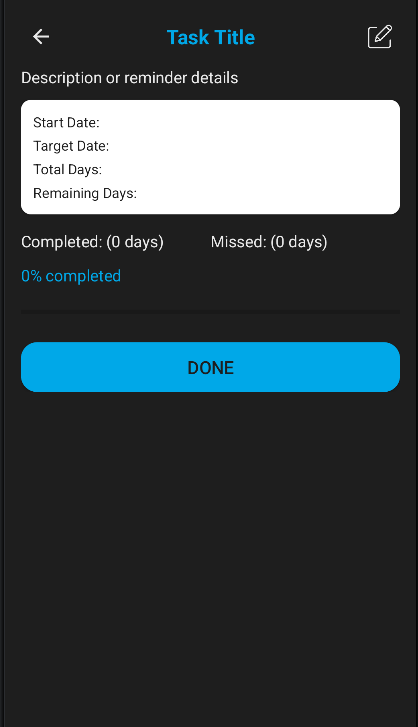 Task Title
Description or reminder details
Start Date:
Target Date:
Total Days:
Remaining Days:
Completed: (0 days) Missed: (0 days)
0% completed
DONE